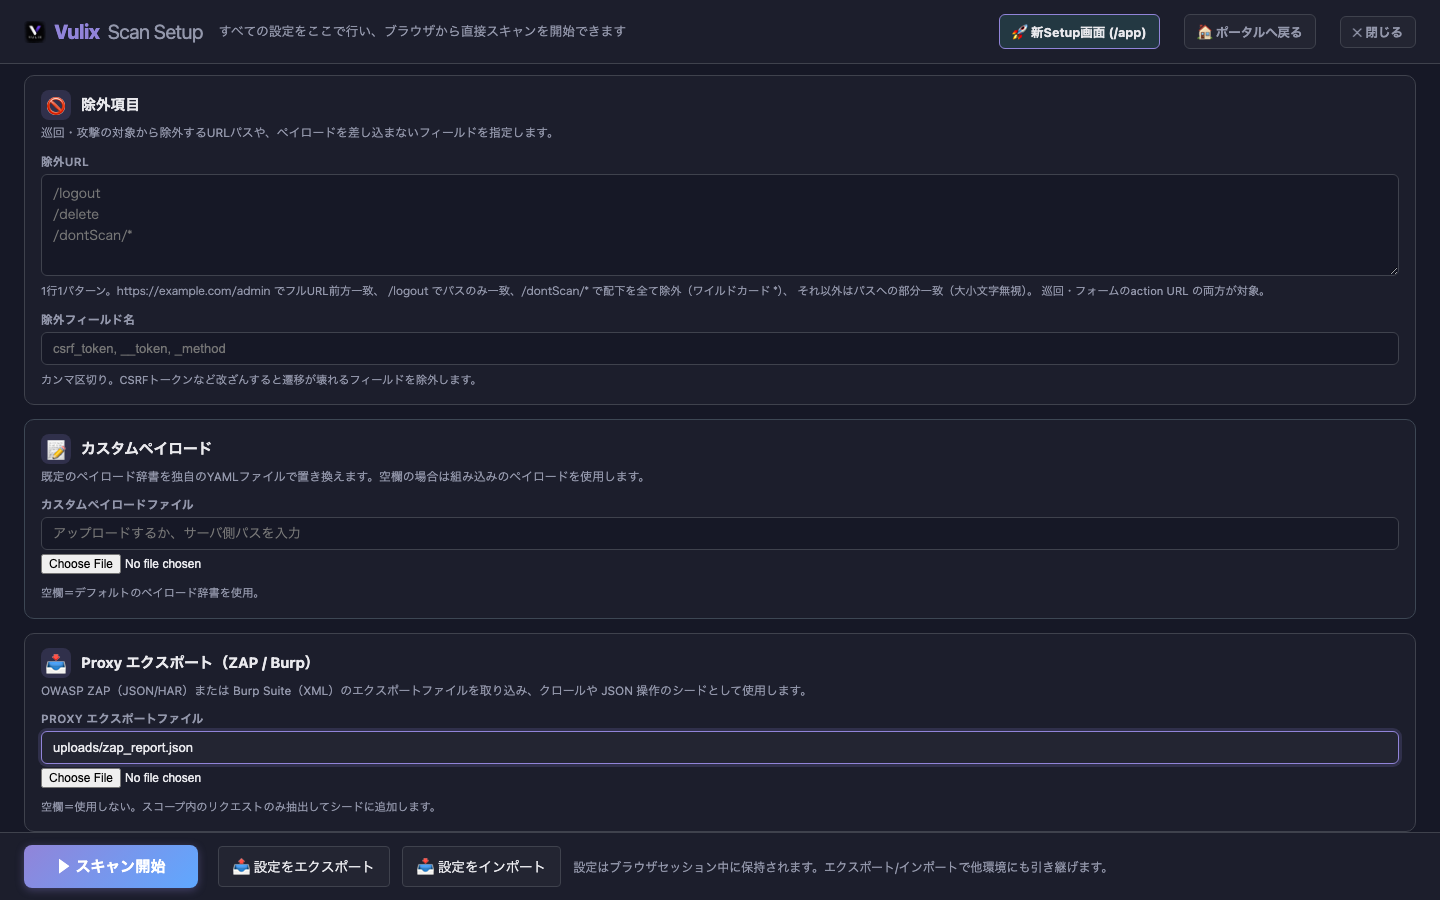 Vulix Scan Setup すべての設定をここで行い、ブラウザから直接スキャンを開始できます
🚀 新Setup画面 (/app)
🏠 ポータルへ戻る
× 閉じる
除外項目
巡回・攻撃の対象から除外するURLパスや、ペイロードを差し込まないフィールドを指定します。
除外URL
/logout
/delete
/dontScan/*
1行1パターン。https://example.com/admin でフルURL前方一致、 /logout でパスのみ一致、/dontScan/* で配下を全て除外（ワイルドカード *）、 それ以外はパスへの部分一致（大小文字無視）。 巡回・フォームのaction URL の両方が対象。
除外フィールド名
csrf_token, __token, _method
カンマ区切り。CSRFトークンなど改ざんすると遷移が壊れるフィールドを除外します。
カスタムペイロード
既定のペイロード辞書を独自のYAMLファイルで置き換えます。空欄の場合は組み込みのペイロードを使用します。
カスタムペイロードファイル
アップロードするか、サーバ側パスを入力
Choose File No file chosen
空欄＝デフォルトのペイロード辞書を使用。
Proxy エクスポート（ZAP / Burp）
OWASP ZAP（JSON/HAR）または Burp Suite（XML）のエクスポートファイルを取り込み、クロールや JSON 操作のシードとして使用します。
PROXY エクスポートファイル
uploads/zap_report.json
Choose File No file chosen
空欄＝使用しない。スコープ内のリクエストのみ抽出してシードに追加します。
▶ スキャン開始
📤 設定をエクスポート
📥 設定をインポート
設定はブラウザセッション中に保持されます。エクスポート/インポートで他環境にも引き継げます。